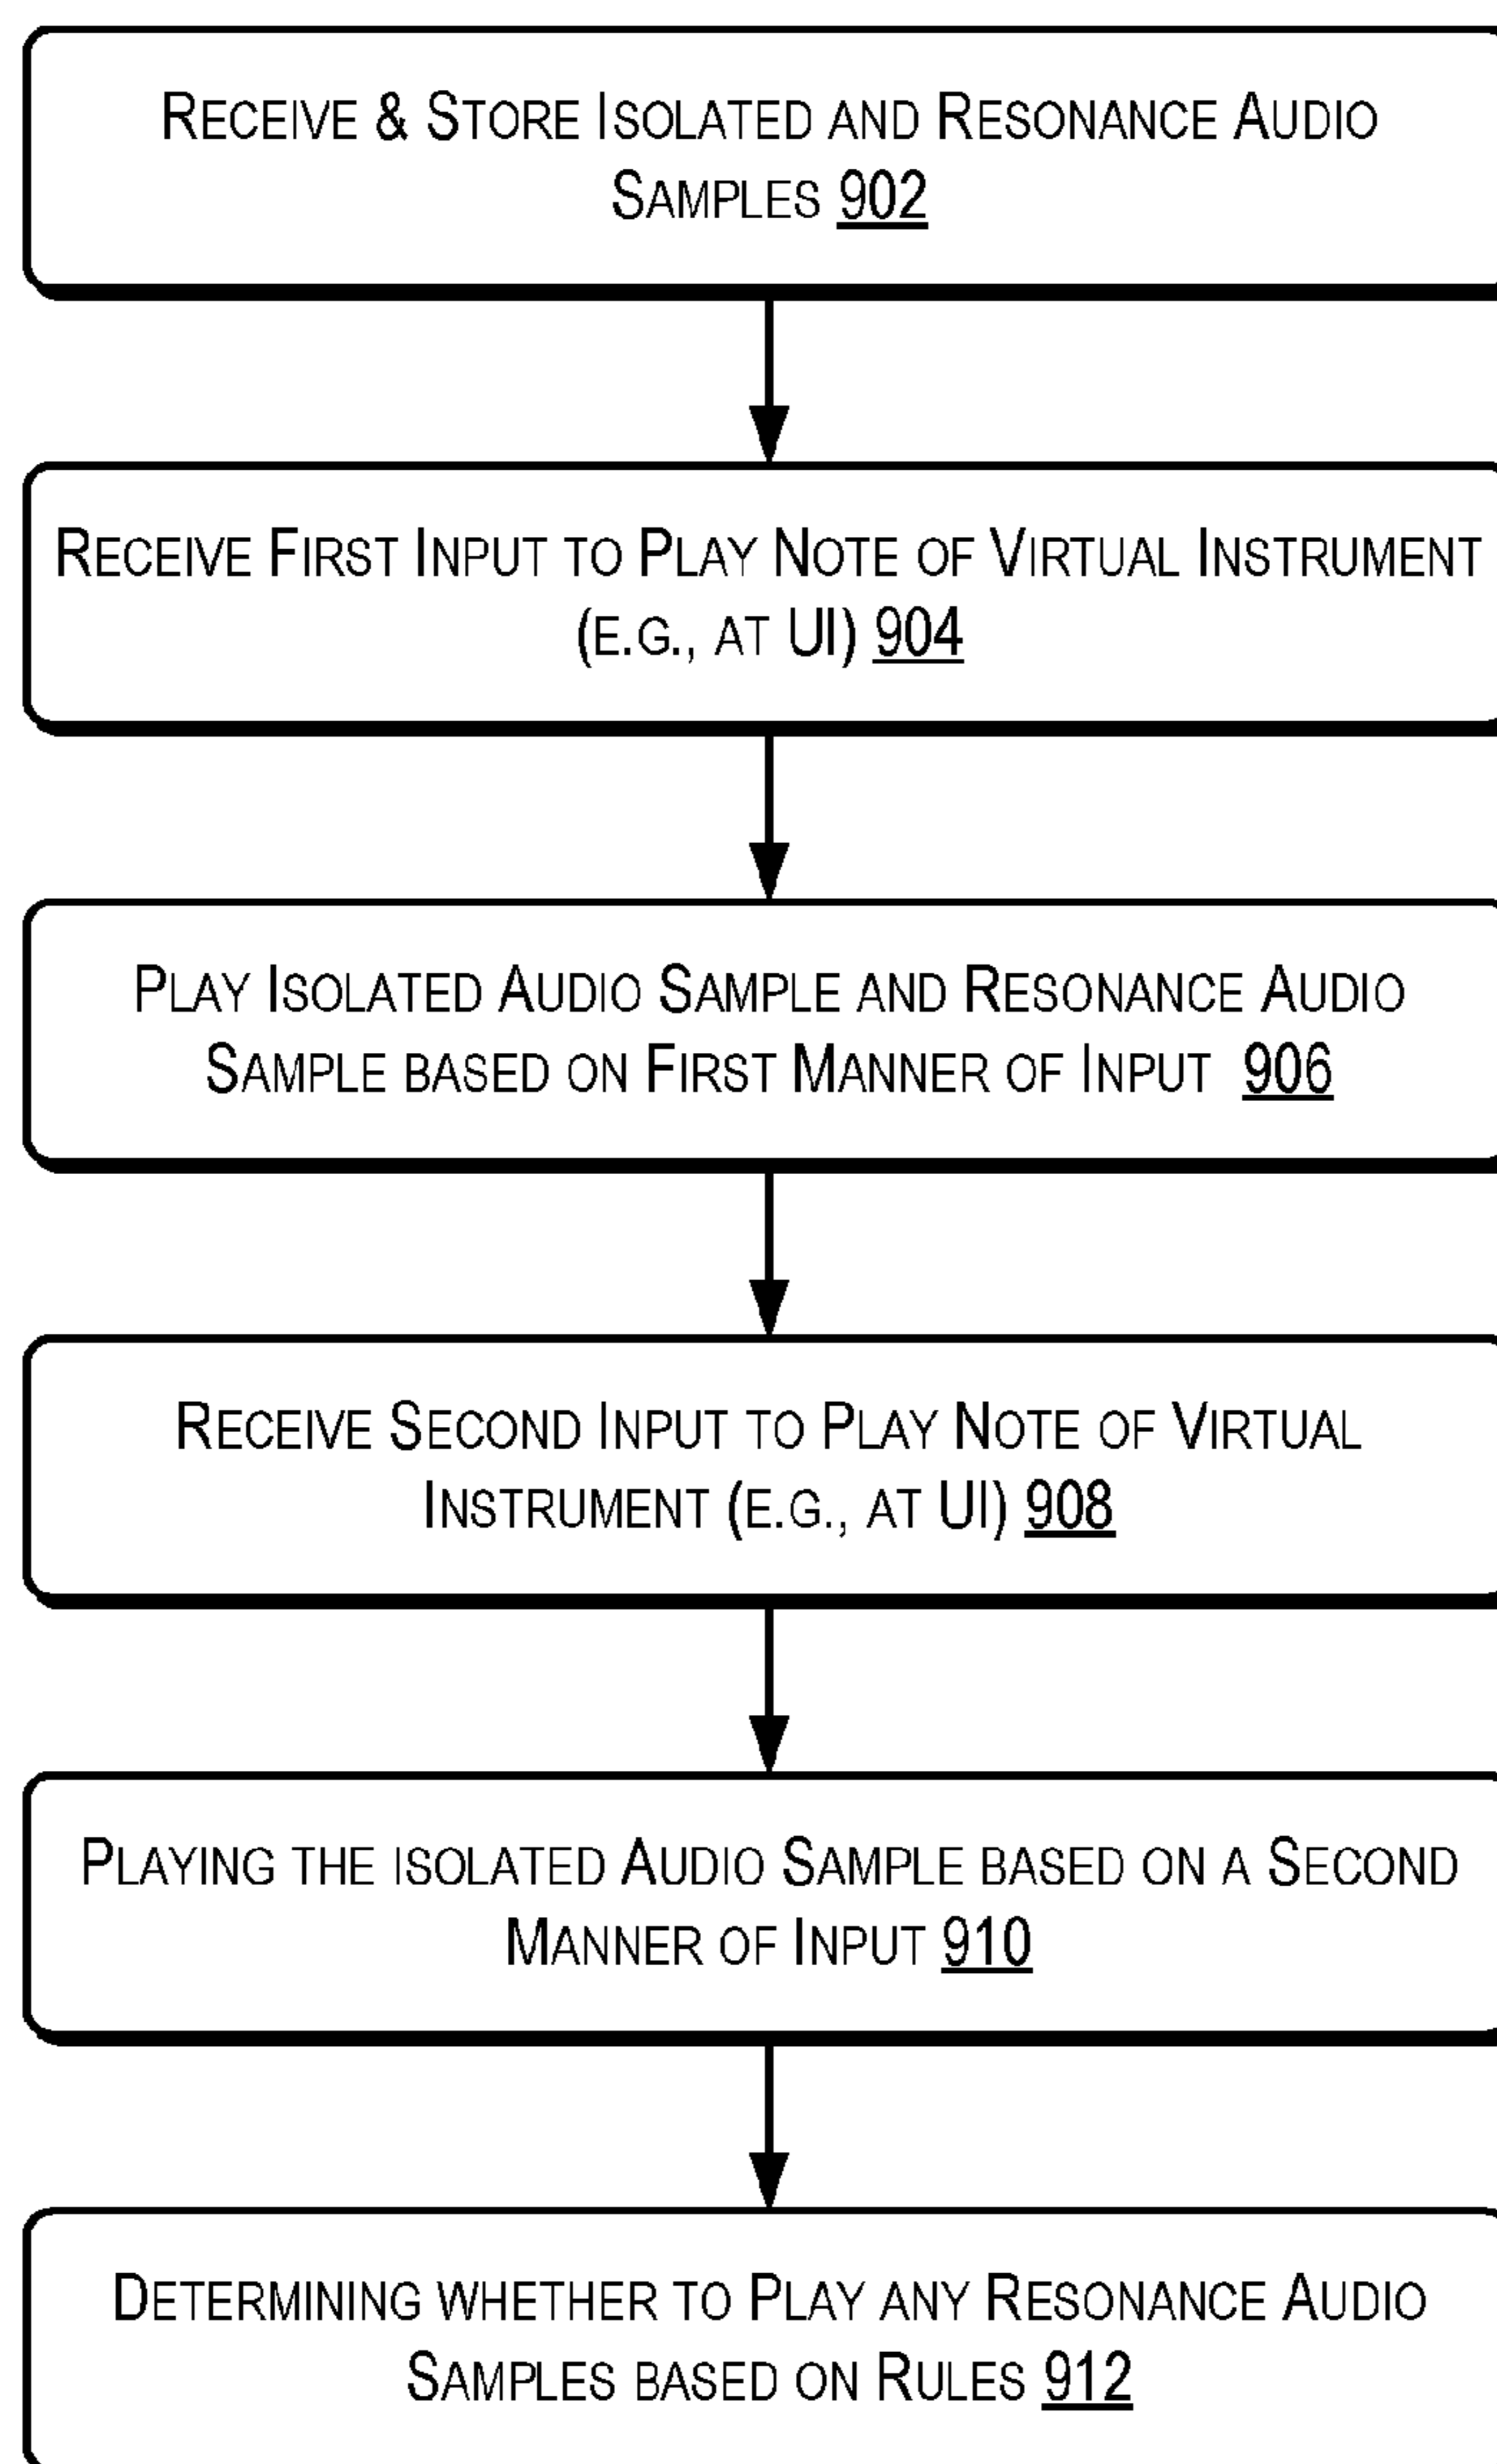 RECEIVE & STORE ISOLATED AND RESONANCE AUDIO
SAMPLES 902
RECEIVE FIRST INPUT TO PLAY NOTE OF VIRTUAL INSTRUMENT
(E.G., AT UI) 904
PLAY ISOLATED AUDIO SAMPLE AND RESONANCE AUDIO
SAMPLE BASED ON FIRST MANNER OF INPUT 906
RECEIVE SECOND INPUT TO PLAY NOTE OF VIRTUAL
INSTRUMENT (E.G., AT UI) 908
PLAYING THE ISOLATED AUDIO SAMPLE BASED ON A SECOND
MANNER OF INPUT 910
DETERMINING WHETHER TO PLAY ANY RESONANCE AUDIO
SAMPLES BASED ON RULES 912